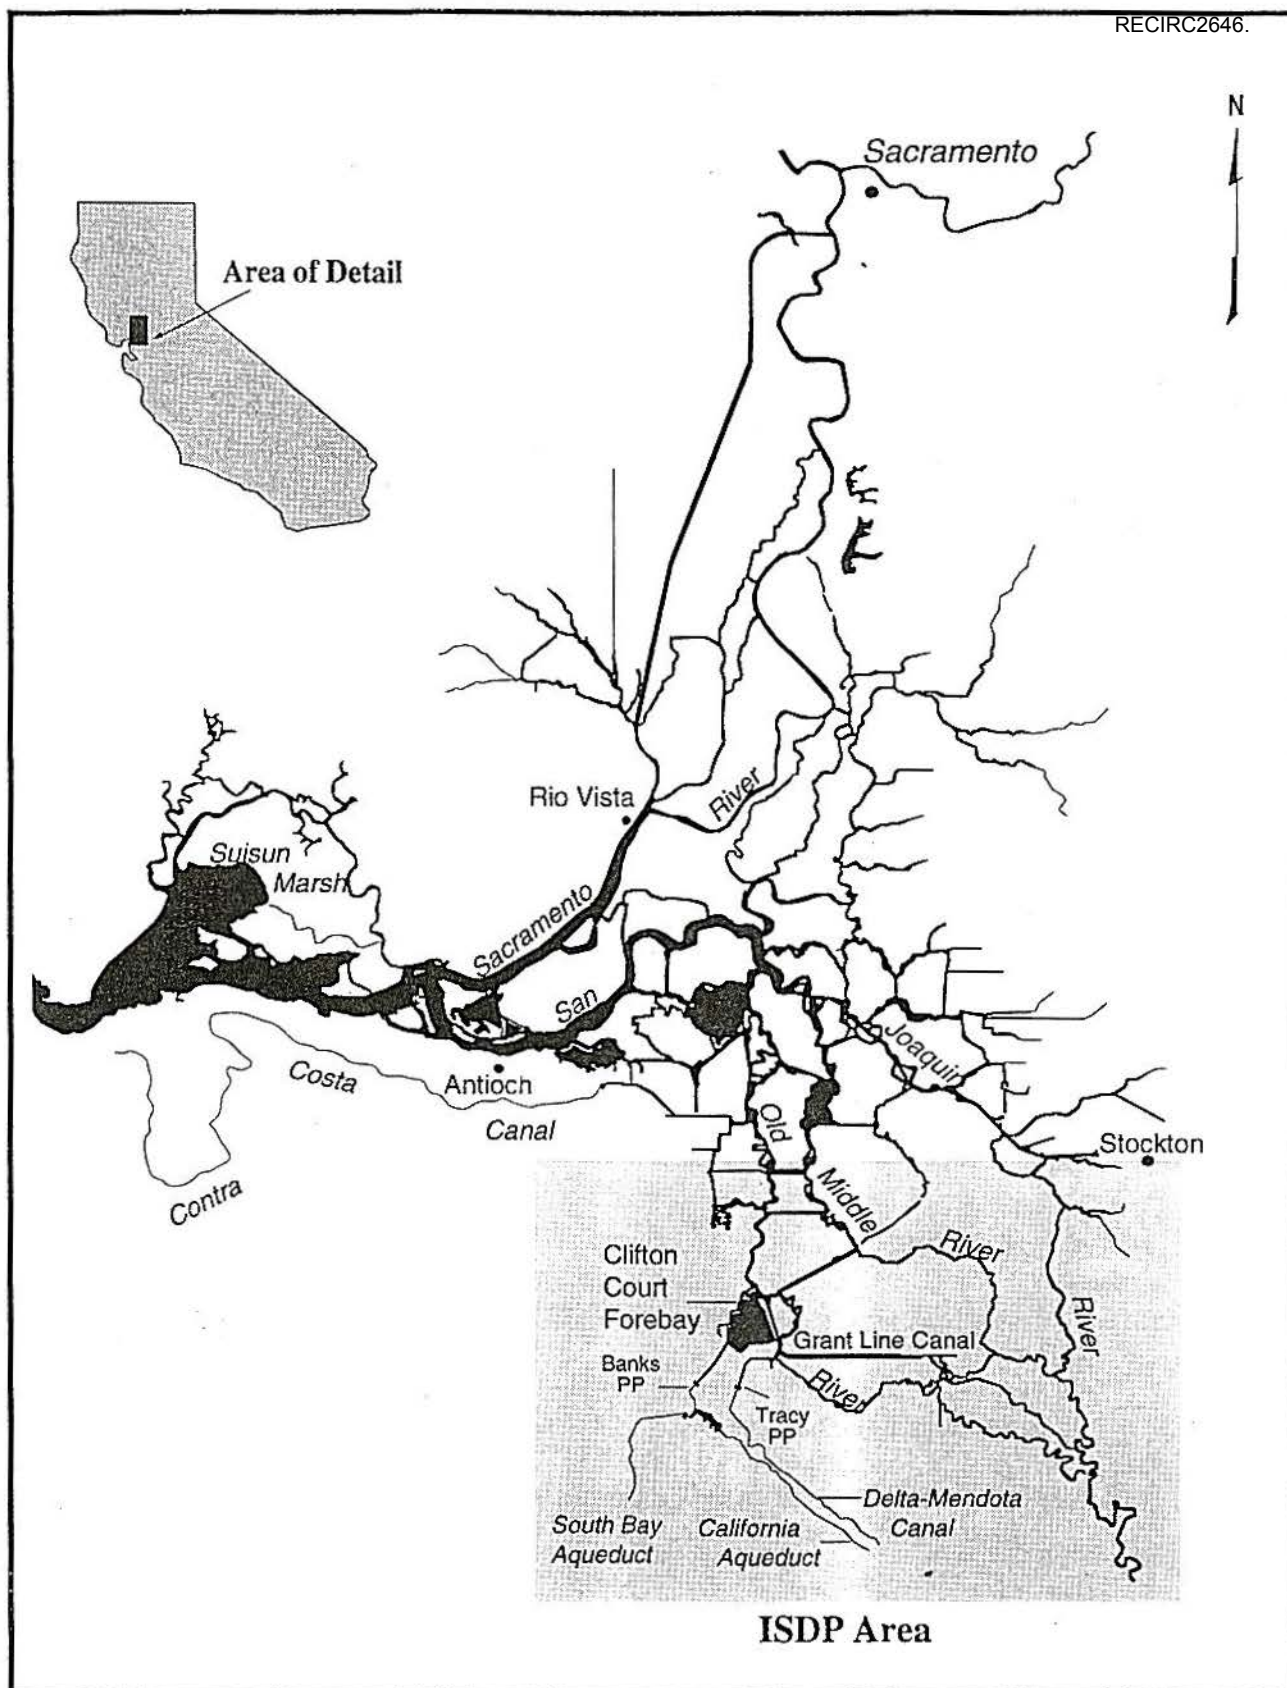 RECIRC2646.
N
Sacramento
Area of Detail
Rio Vista
River
Suisun
Marsh
Sacramento
San
Joaquin
Costa
Antioch
Canal
Contra
Old
Stockton
Middle
River
Clifton
Court
Forebay
River
Grant Line Canal
Banks
PP
River
Tracy
PP
Delta-Mendota
Canal
South Bay
Aqueduct
California
Aqueduct
ISDP Area